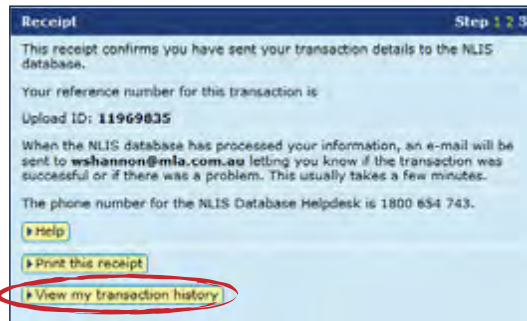 Receipt Step 1 2 3
This receipt confirms you have sent your transaction details to the NLIS
database.
Your reference number for this transaction is
Upload ID: 11969835
When the NLIS database has processed your information, an e-mail will be
sent to wshannon@mla.com.au letting you know if the transaction was
successful or if there was a problem. This usually takes a few minutes.
The phone number for the NLIS Database Helpdesk is 1800 654 743.
Help
Print this receipt
View my transaction history